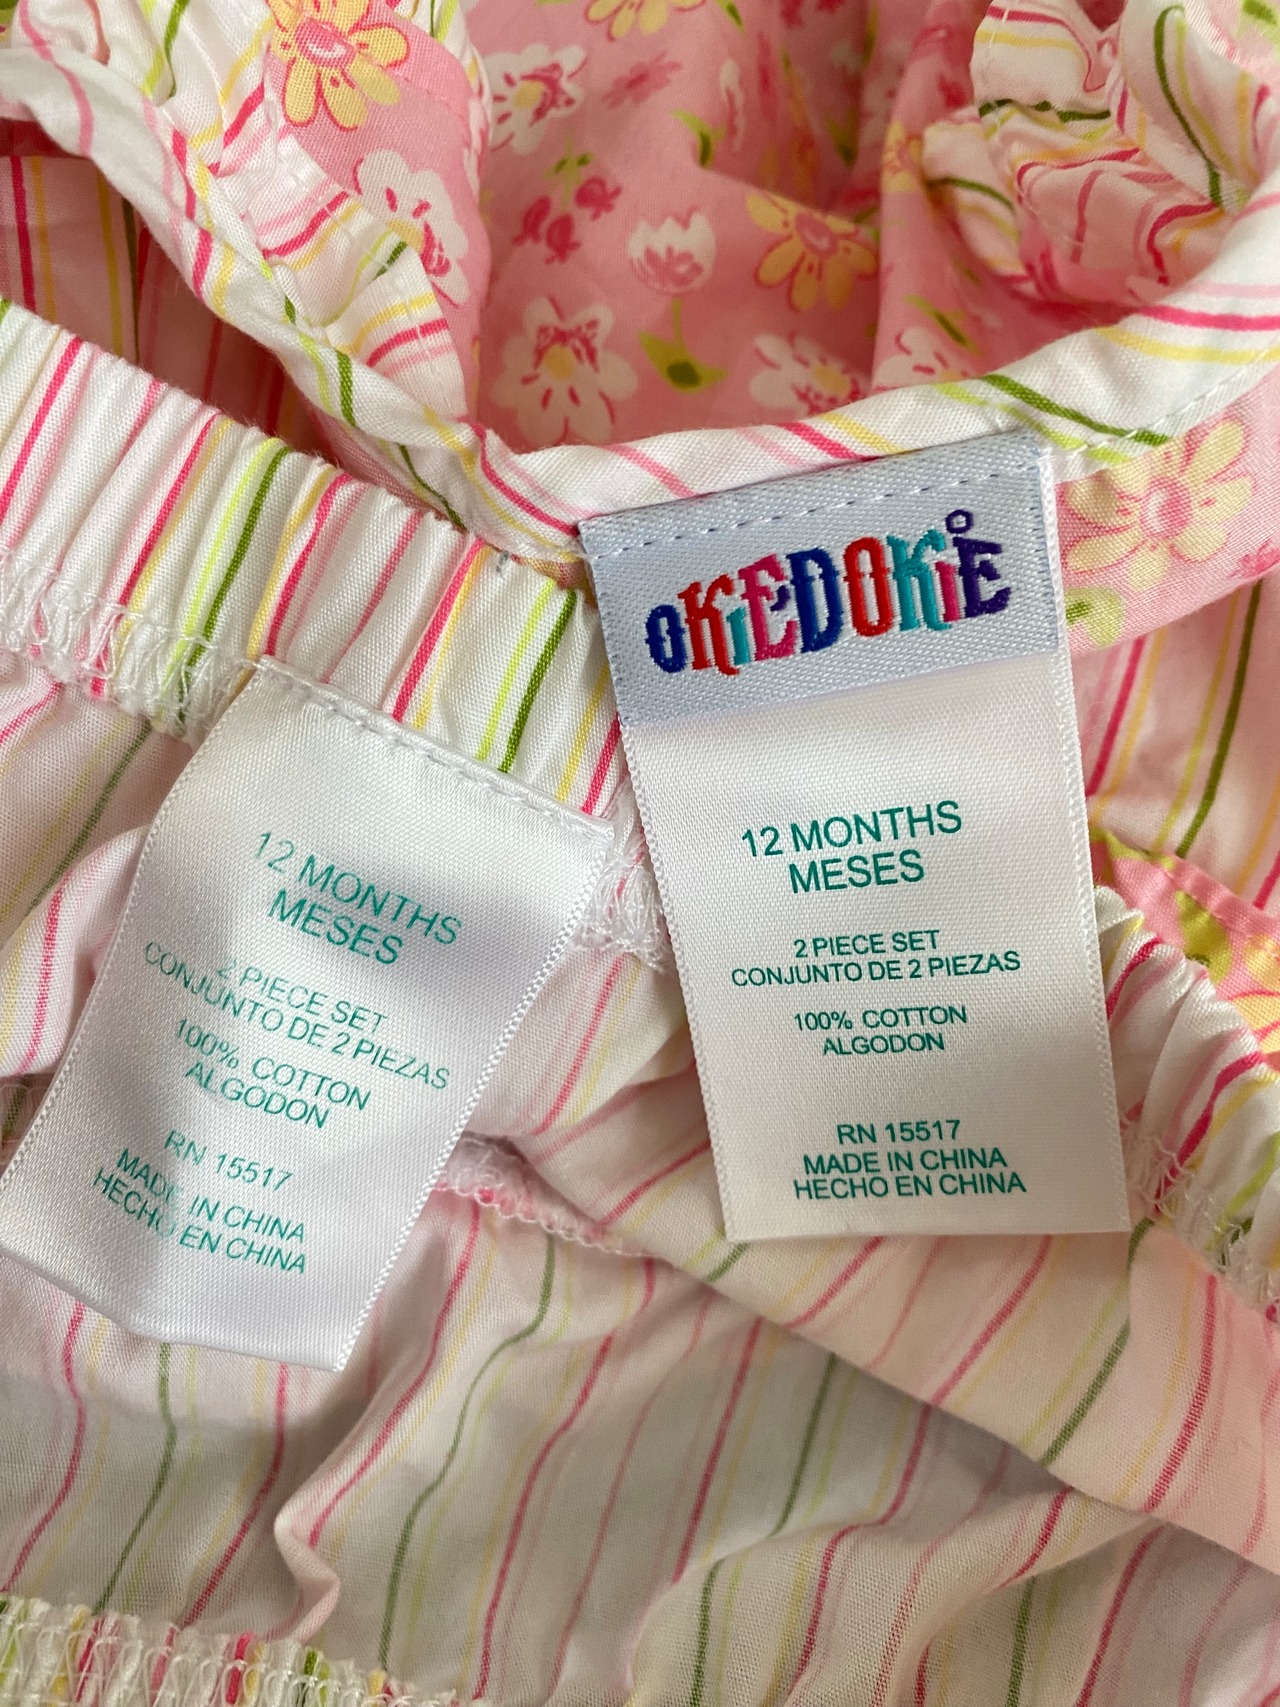 12 MONTHS
MESES
2 PIECE SET
CONJUNTO DE 2 PIEZAS
100% COTTON
ALGODON
RN 15517
MADE IN CHINA
HECHO EN CHINA
OKIEDOKIE
12 MONTHS
MESES
2 PIECE SET
CONJUNTO DE 2 PIEZAS
100% COTTON
ALGODON
RN 15517
MADE IN CHINA
HECHO EN CHINA